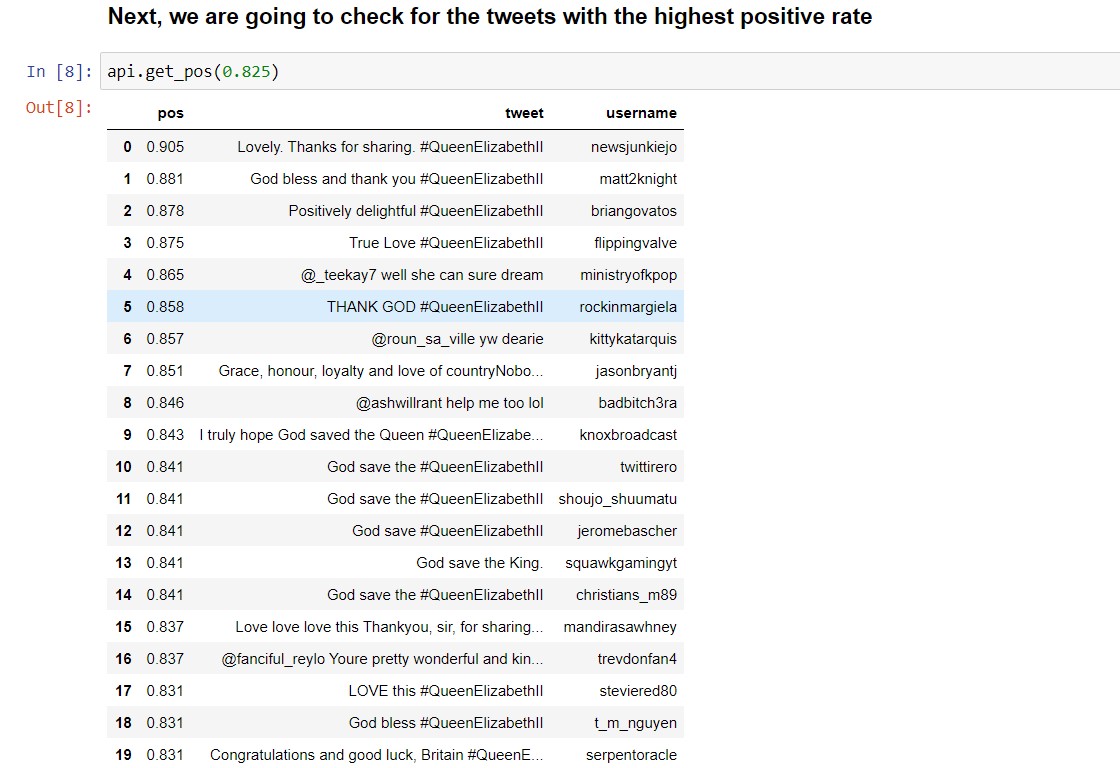 Next, we are going to check for the tweets with the highest positive rate
In [8]: api.get_pos(0.825)
Out[8]:
pos tweet username
0 0.905 Lovely. Thanks for sharing. #QueenElizabethII newsjunkiejo
1 0.881 God bless and thank you #QueenElizabethII matt2knight
2 0.878 Positively delightful #QueenElizabethII briangovatos
3 0.875 True Love #QueenElizabethII flippingvalve
4 0.865 @_teekay7 well she can sure dream ministryofkpop
5 0.858 THANK GOD #QueenElizabethII rockinmargiela
6 0.857 @roun_sa_ville yw dearie kittykatarquis
7 0.851 Grace, honour, loyalty and love of countryNobo... jasonbryantj
8 0.846 @ashwillrant help me too lol badbitch3ra
9 0.843 I truly hope God saved the Queen #QueenElizabe... knoxbroadcast
10 0.841 God save the #QueenElizabethII twittirero
11 0.841 God save the #QueenElizabethII shoujo_shuumatu
12 0.841 God save #QueenElizabethII jeromebascher
13 0.841 God save the King. squawkgamingyt
14 0.841 God save the #QueenElizabethII christians_m89
15 0.837 Love love love this Thankyou, sir, for sharing... mandirasawhney
16 0.837 @fanciful_reylo Youre pretty wonderful and kin... trevdonfan4
17 0.831 LOVE this #QueenElizabethII steviered80
18 0.831 God bless #QueenElizabethII t_m_nguyen
19 0.831 Congratulations and good luck, Britain #QueenE... serpentoracle